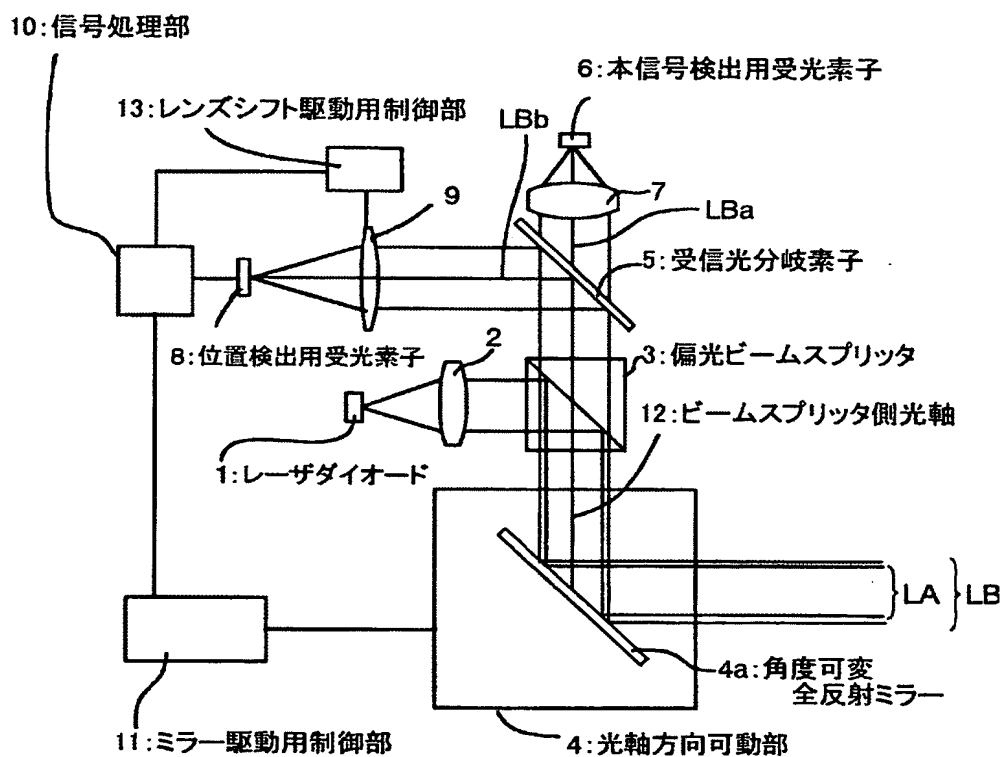 10:信号処理部
6:本信号検出用受光素子
13:レンズシフト駆動用制御部
LBb
9
7
LBa
5:受信光分岐素子
8:位置検出用受光素子
2
3:偏光ビームスプリッタ
12:ビームスプリッタ側光軸
1:レーザダイオード
LA
LB
4a:角度可変
全反射ミラー
11:ミラー駆動用制御部
4:光軸方向可動部